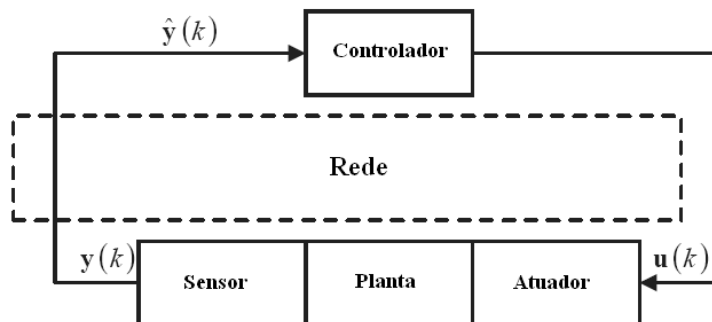 ŷ(k)
Controlador
Rede
y(k)
Sensor
Planta
Atuador
u(k)